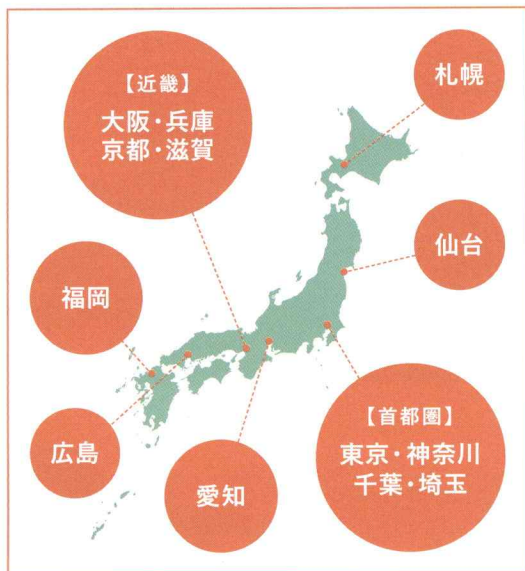 【近畿】
大阪・兵庫
京都・滋賀
札幌
仙台
福岡
広島
愛知
【首都圏】
東京・神奈川
千葉・埼玉